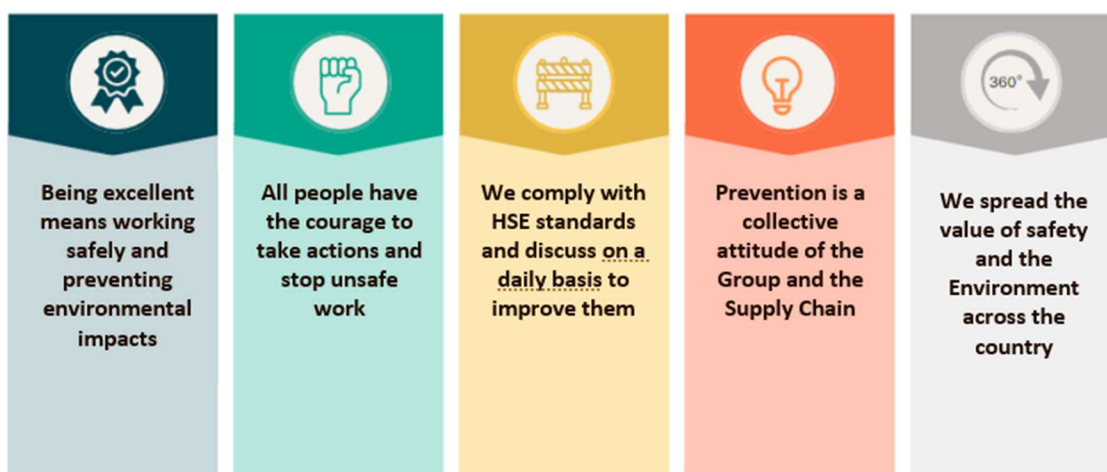 Being excellent
means working
safely and
preventing
environmental
impacts
All people have
the courage to
take actions and
stop unsafe
work
We comply with
HSE standards
and discuss on a
daily basis to
improve them
Prevention is a
collective
attitude of the
Group and the
Supply Chain
360°
We spread the
value of safety
and the
Environment
across the
country